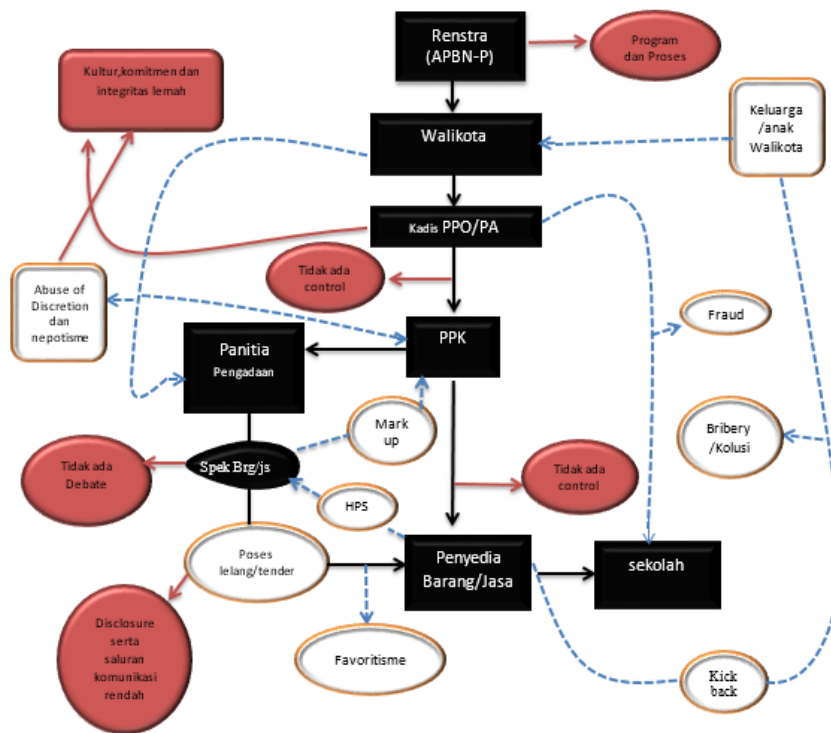 Renstra
(APBN-P)
Program
dan Proses
Kultur,komitmen dan
integritas lemah
Keluarga
/anak
Walikota
Walikota
Kadis PPO/PA
Tidak ada
control
Abuse of
Discretion
dan
nepotisme
Fraud
PPK
Panitia
Pengadaan
Mark
up
Bribery
/Kolusi
Tidak ada
Debate
Spek Brg/js
Tidak ada
control
HPS
Poses
lelang/tender
Penyedia
Barang/Jasa
sekolah
Disclosure
serta
saluran
komunikasi
rendah
Favoritisme
Kick
back